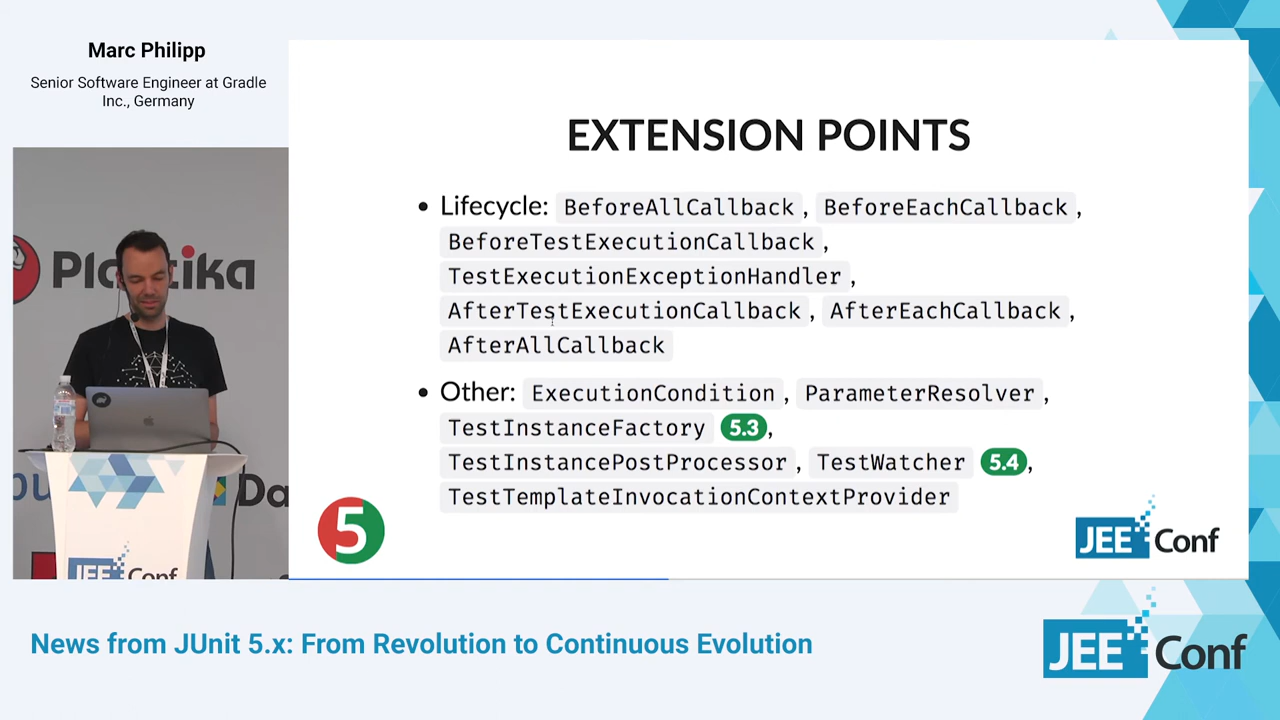 Marc Philipp
Senior Software Engineer at Gradle
Inc., Germany
EXTENSION POINTS
• Lifecycle: BeforeAllCallback, BeforeEachCallback,
BeforeTestExecutionCallback,
TestExecutionExceptionHandler,
AfterTestExecutionCallback, AfterEachCallback,
AfterAllCallback
• Other: ExecutionCondition, ParameterResolver,
TestInstanceFactory 5.3,
TestInstancePostProcessor, TestWatcher 5.4,
TestTemplateInvocationContextProvider
5
JEE Conf
JEE Conf
News from JUnit 5.x: From Revolution to Continuous Evolution
JEE Conf